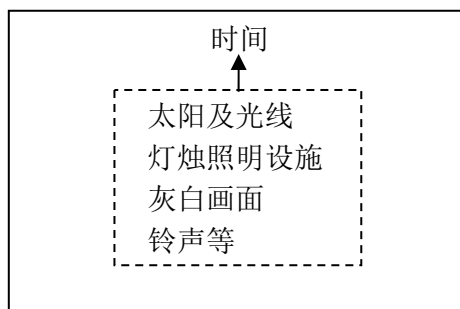 时间
太阳及光线
灯烛照明设施
灰白画面
铃声等